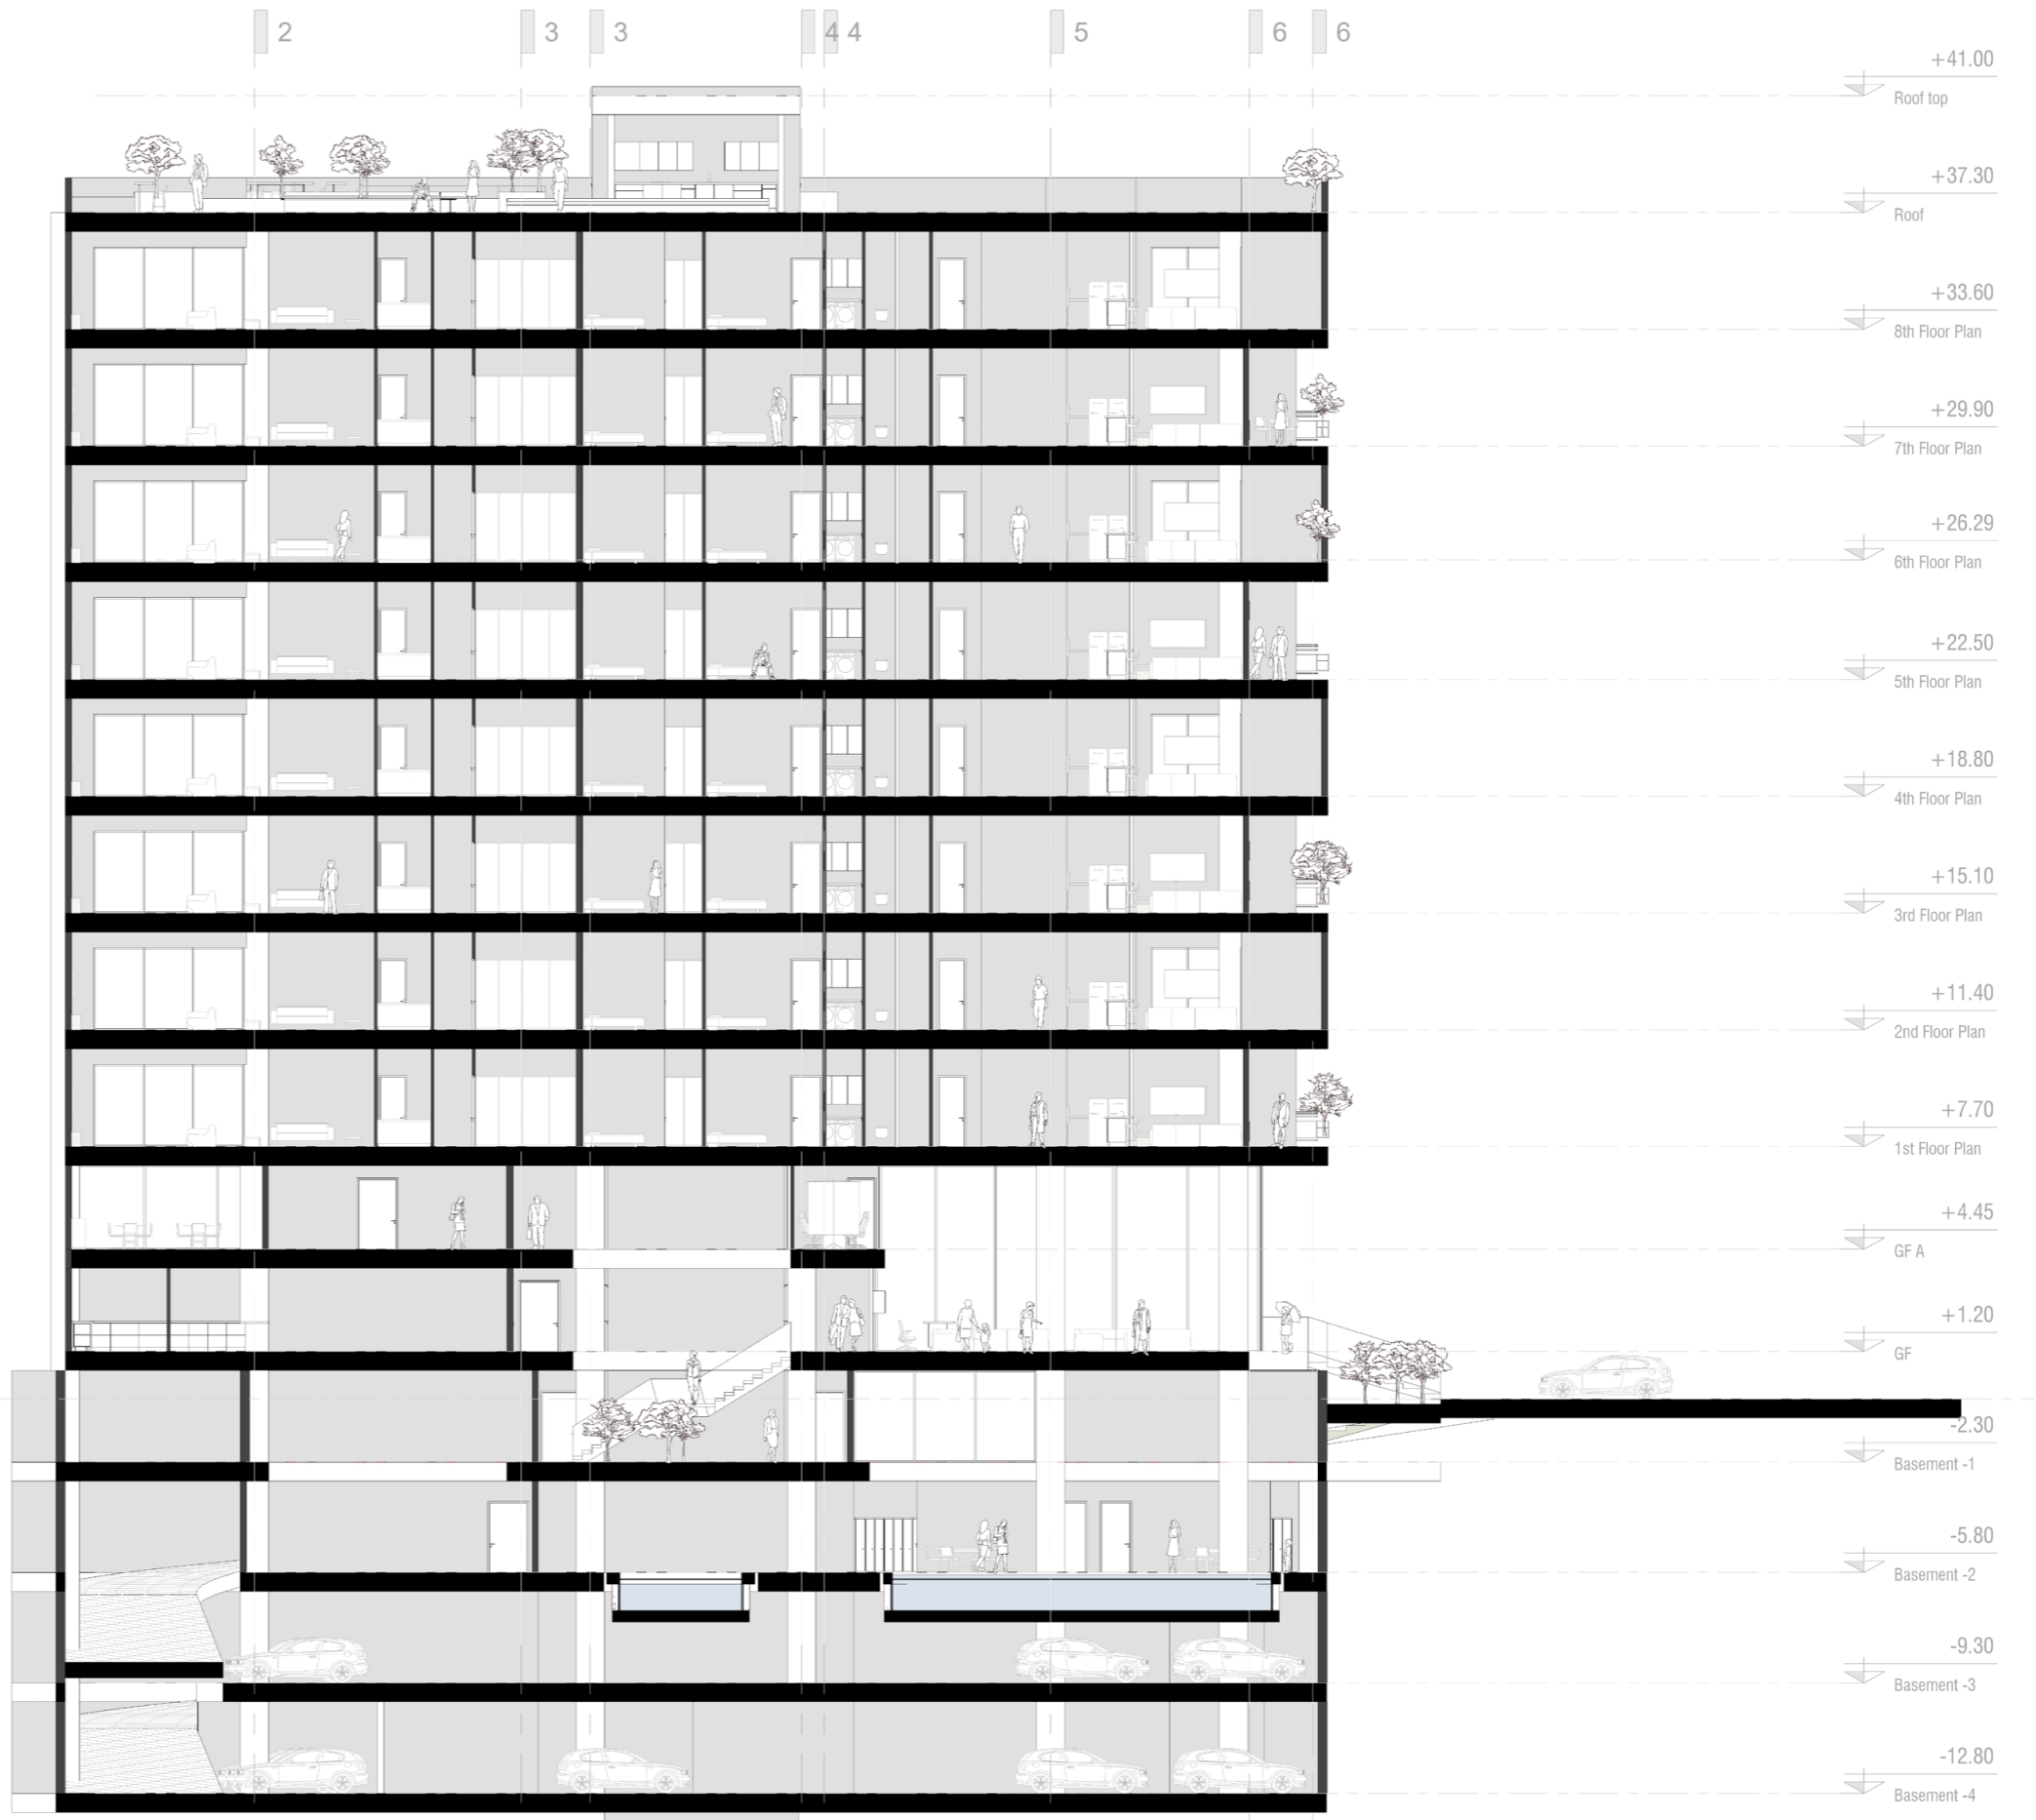 2
3
3
4
4
5
6
6
+41.00
Roof top
+37.30
Roof
+33.60
8th Floor Plan
+29.90
7th Floor Plan
+26.29
6th Floor Plan
+22.50
5th Floor Plan
+18.80
4th Floor Plan
+15.10
3rd Floor Plan
+11.40
2nd Floor Plan
+7.70
1st Floor Plan
+4.45
GF A
+1.20
GF
-2.30
Basement -1
-5.80
Basement -2
-9.30
Basement -3
-12.80
Basement -4